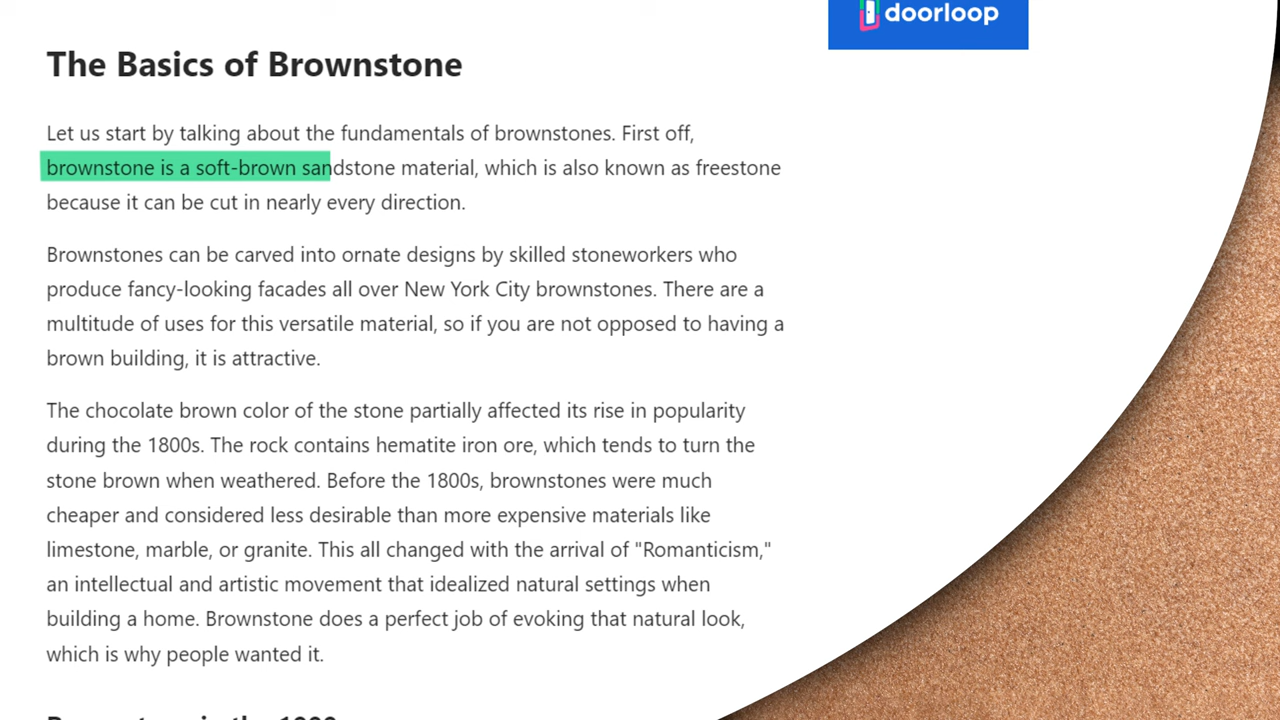 doorloop
The Basics of Brownstone
Let us start by talking about the fundamentals of brownstones. First off,
brownstone is a soft-brown sandstone material, which is also known as freestone
because it can be cut in nearly every direction.
Brownstones can be carved into ornate designs by skilled stoneworkers who
produce fancy-looking facades all over New York City brownstones. There are a
multitude of uses for this versatile material, so if you are not opposed to having a
brown building, it is attractive.
The chocolate brown color of the stone partially affected its rise in popularity
during the 1800s. The rock contains hematite iron ore, which tends to turn the
stone brown when weathered. Before the 1800s, brownstones were much
cheaper and considered less desirable than more expensive materials like
limestone, marble, or granite. This all changed with the arrival of "Romanticism,"
an intellectual and artistic movement that idealized natural settings when
building a home. Brownstone does a perfect job of evoking that natural look,
which is why people wanted it.